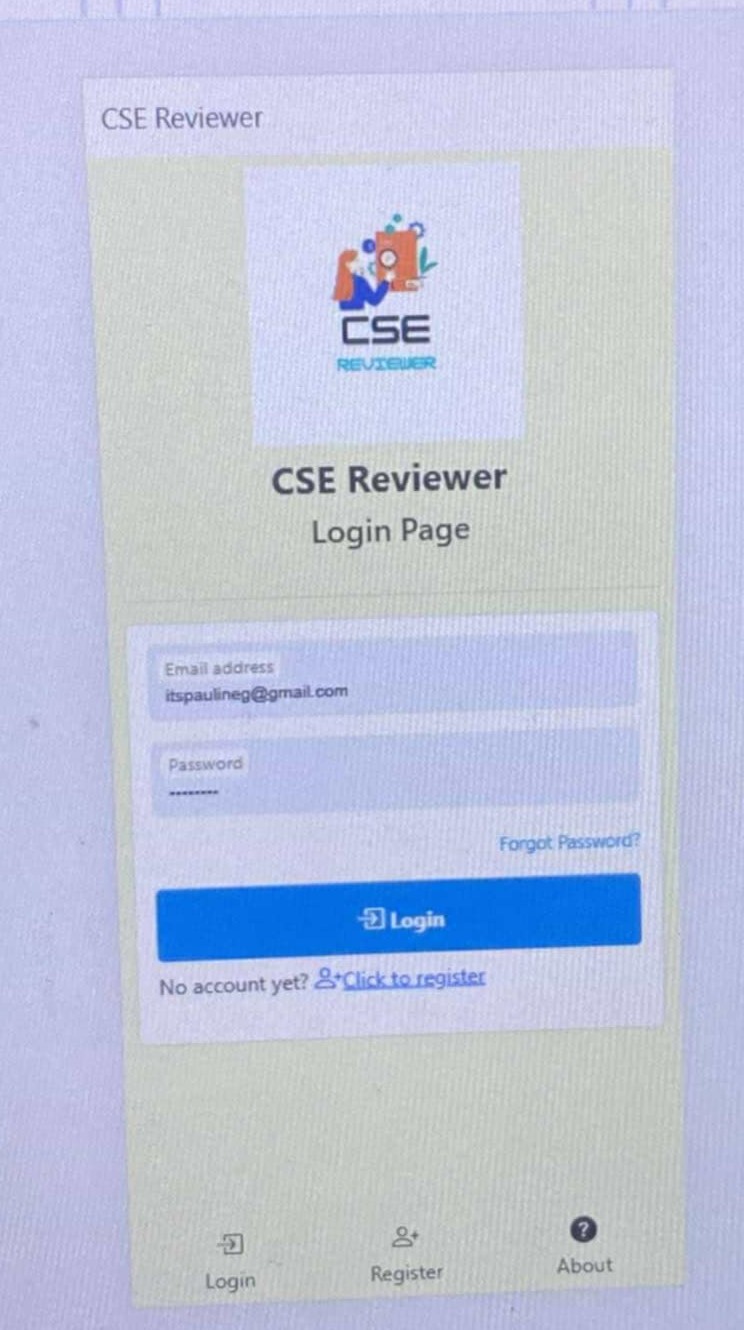 CSE Reviewer
CSE
REVIEWER
CSE Reviewer
Login Page
Email address
itspaulineg@gmail.com
Password
--------
Forgot Password?
Login
No account yet? Click to register
Login
Register
About